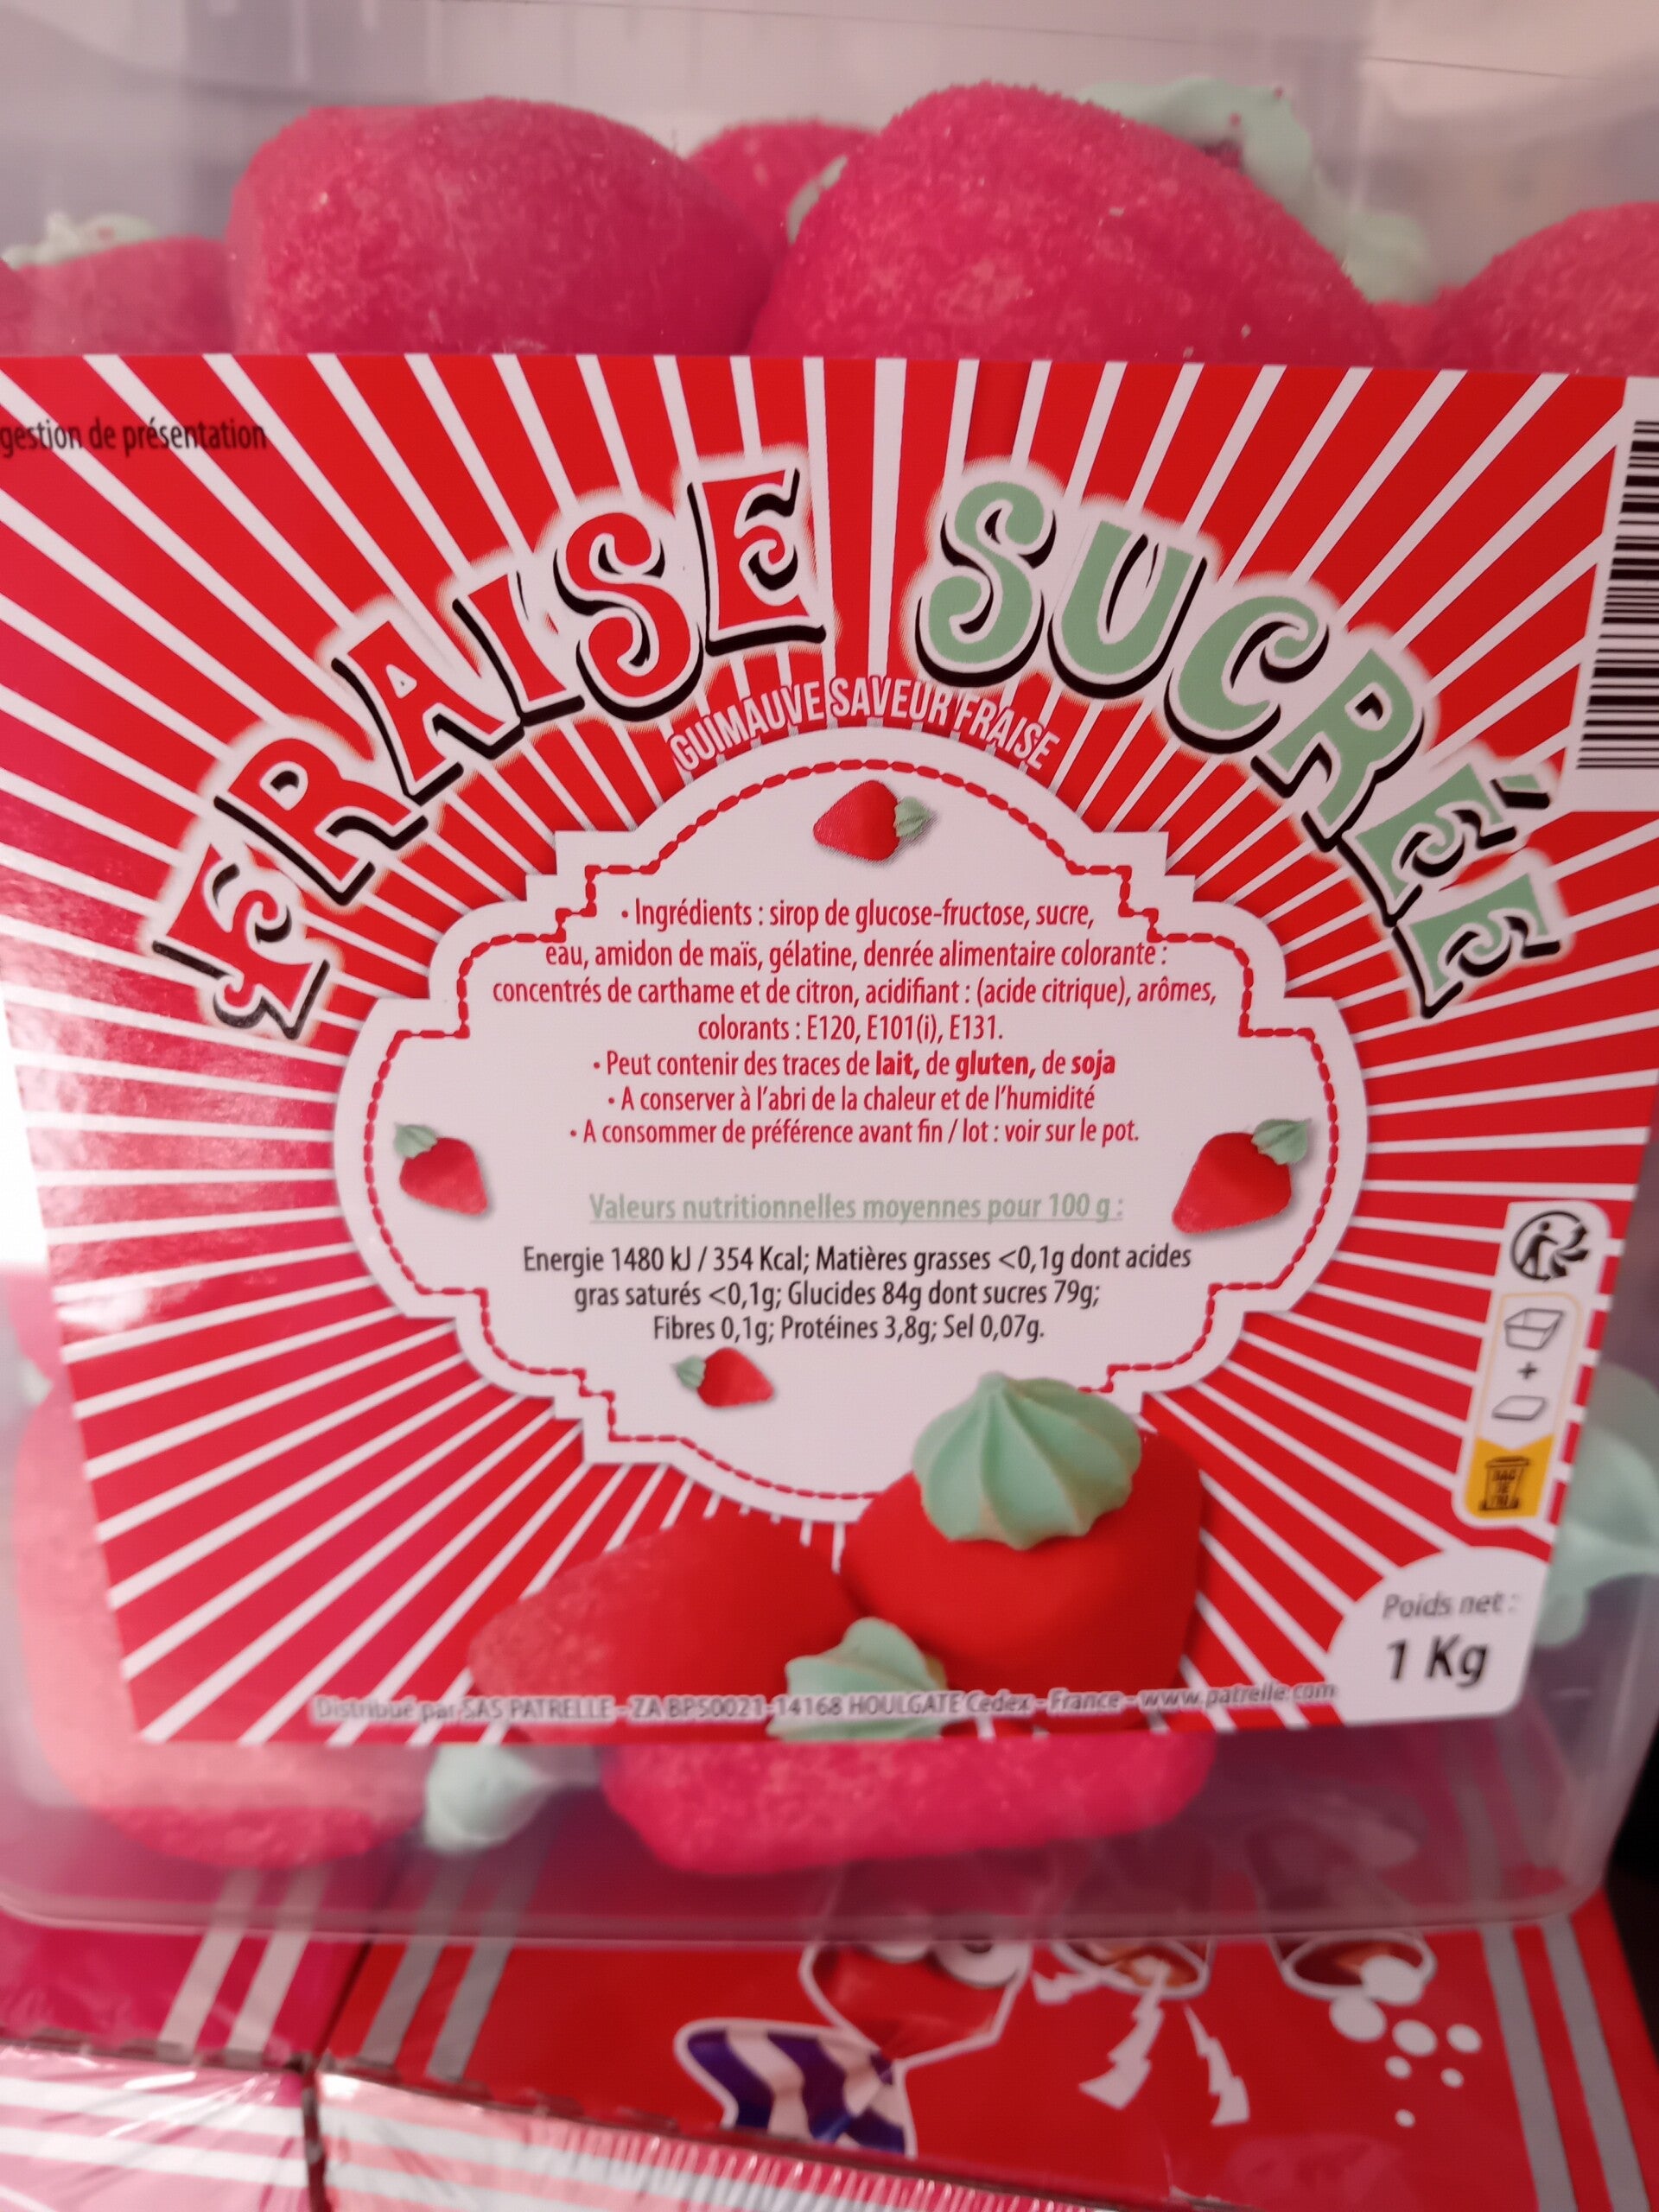 gestion de présentation
FRAISE SUCRÉE
GUIMAUVE SAVEUR FRAISE
• Ingrédients : sirop de glucose-fructose, sucre,
eau, amidon de maïs, gélatine, denrée alimentaire colorante :
concentrés de carthame et de citron, acidifiant : (acide citrique), arômes,
colorants : E120, E101(i), E131.
• Peut contenir des traces de lait, de gluten, de soja
• A conserver à l'abri de la chaleur et de l'humidité
• A consommer de préférence avant fin / lot : voir sur le pot.
Valeurs nutritionnelles moyennes pour 100 g :
Energie 1480 kJ / 354 Kcal; Matières grasses <0,1g dont acides
gras saturés <0,1g; Glucides 84g dont sucres 79g;
Fibres 0,1g; Protéines 3,8g; Sel 0,07g.
+
BAC
DE
TRI
Poids net :
1 Kg
Distribué par SAS PATRELLE - ZA BP50021-14168 HOULGATE Cedex - France - www.patrelle.com